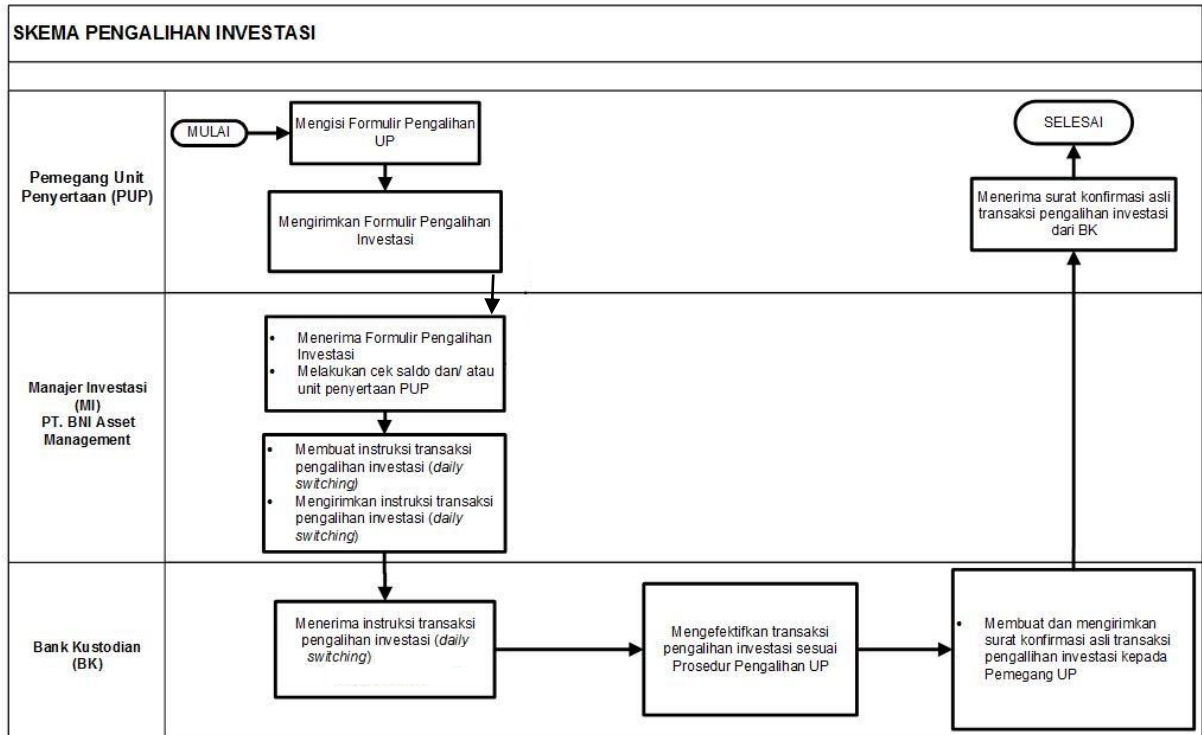 SKEMA PENGALIHAN INVESTASI
Pemegang Unit
Penyertaan (PUP)
MULAI
Mengisi Formulir Pengalihan
UP
Mengirimkan Formulir Pengalihan
Investasi
SELESAI
Menerima surat konfirmasi asli
transaksi pengalihan investasi
dari BK
Manajer Investasi
(MI)
PT. BNI Asset
Management
• Menerima Formulir Pengalihan
Investasi
• Melakukan cek saldo dan/ atau
unit penyertaan PUP
• Membuat instruksi transaksi
pengalihan investasi (daily
switching)
• Mengirimkan instruksi transaksi
pengalihan investasi (daily
switching)
Bank Kustodian
(BK)
Menerima instruksi transaksi
pengalihan investasi (daily
switching)
Mengefektifkan transaksi
pengalihan investasi sesuai
Prosedur Pengalihan UP
• Membuat dan mengirimkan
surat konfirmasi asli transaksi
pengallihan investasi kepada
Pemegang UP